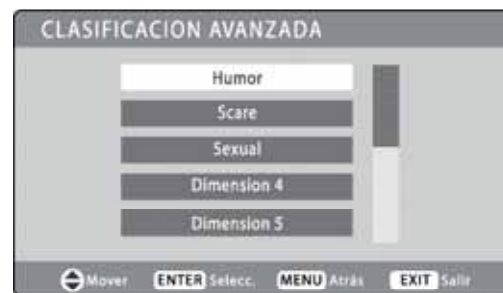 CLASIFICACION AVANZADA
Humor
Scare
Sexual
Dimension 4
Dimension 5
Mover ENTER Selecc. MENU Atrás EXIT Salir